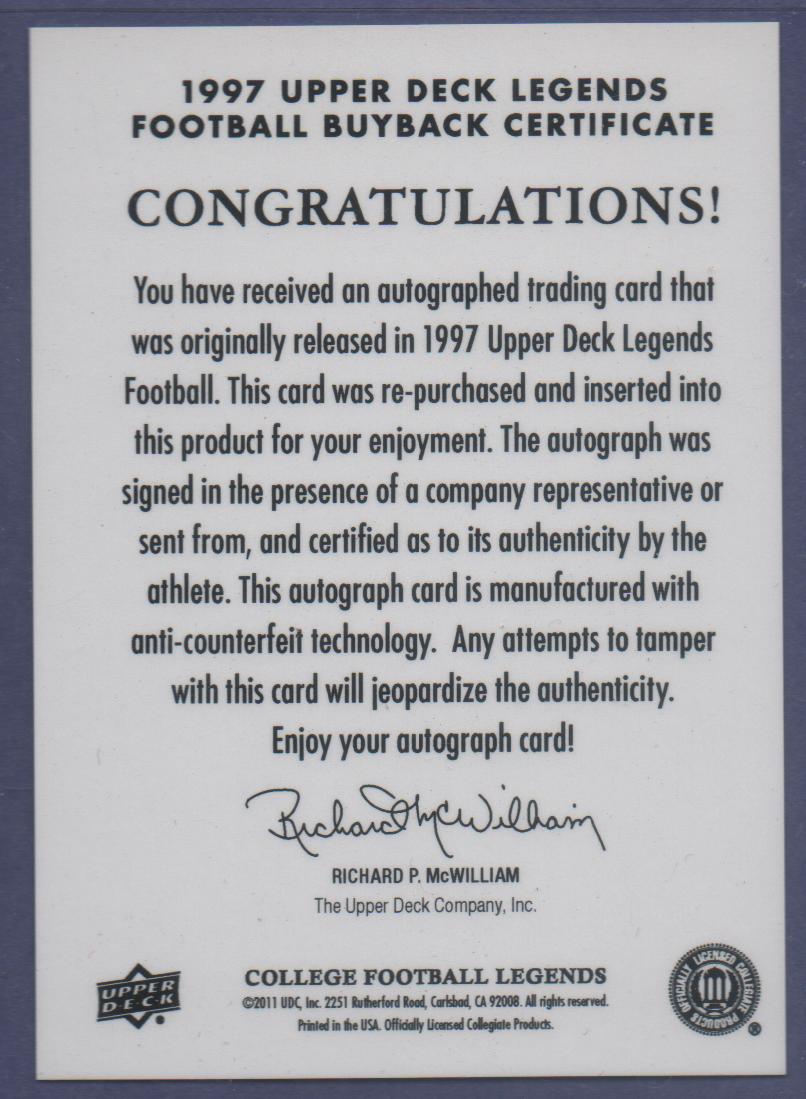 1997 UPPER DECK LEGENDS
FOOTBALL BUYBACK CERTIFICATE
CONGRATULATIONS!
You have received an autographed trading card that
was originally released in 1997 Upper Deck Legends
Football. This card was re-purchased and inserted into
this product for your enjoyment. The autograph was
signed in the presence of a company representative or
sent from, and certified as to its authenticity by the
athlete. This autograph card is manufactured with
anti-counterfeit technology.  Any attempts to tamper
with this card will jeopardize the authenticity.
Enjoy your autograph card!
Richard McWilliam
RICHARD P. McWILLIAM
The Upper Deck Company, Inc.
UPPER
DECK
COLLEGE FOOTBALL LEGENDS
©2011 UDC, Inc. 2251 Rutherford Road, Carlsbad, CA 92008. All rights reserved.
Printed in the USA. Officially Licensed Collegiate Products.
OFFICIALLY LICENSED COLLEGIATE PRODUCTS
®